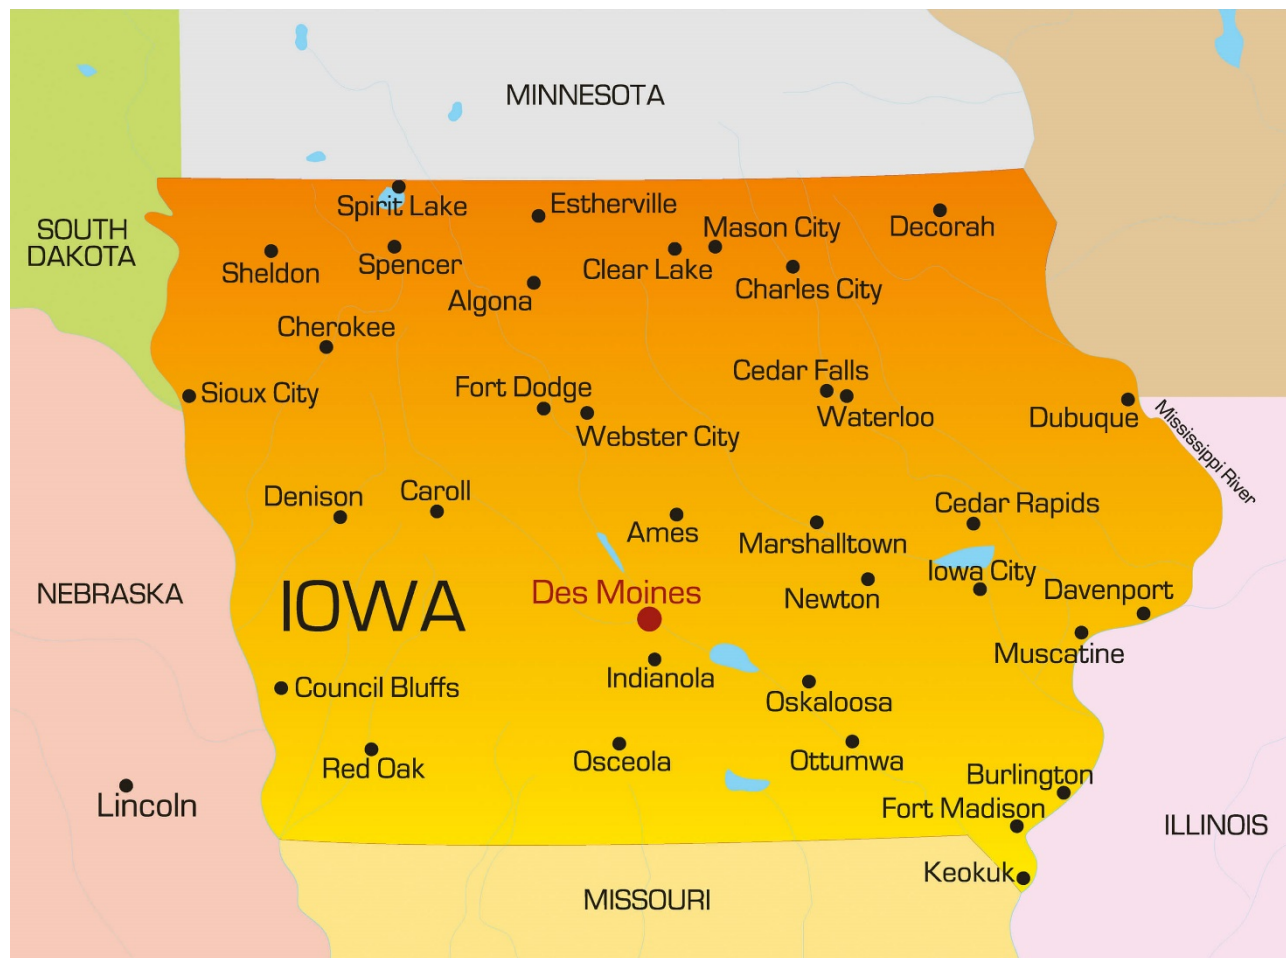 MINNESOTA
Spirit Lake
Estherville
Mason City
Decorah
SOUTH
DAKOTA
Sheldon
Spencer
Clear Lake
Algona
Charles City
Cherokee
Sioux City
Fort Dodge
Cedar Falls
Webster City
Waterloo
Dubuque
Mississippi River
Denison
Caroll
Ames
Marshalltown
Cedar Rapids
NEBRASKA
IOWA
Des Moines
Newton
Iowa City
Davenport
Muscatine
Council Bluffs
Indianola
Oskaloosa
Red Oak
Osceola
Ottumwa
Burlington
Lincoln
Fort Madison
ILLINOIS
Keokuk
MISSOURI